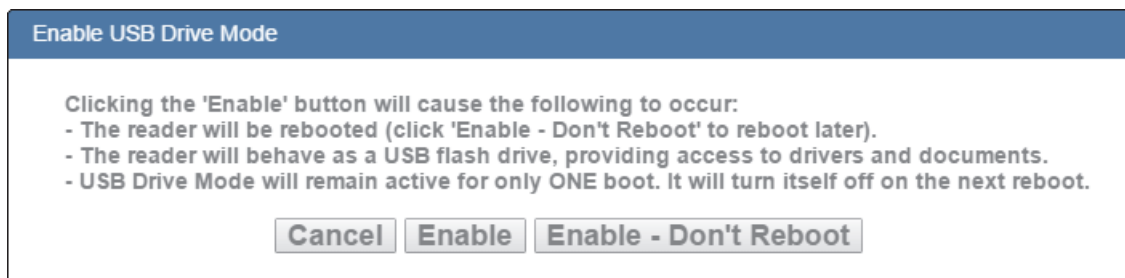 Enable USB Drive Mode
Clicking the 'Enable' button will cause the following to occur:
- The reader will be rebooted (click 'Enable - Don't Reboot' to reboot later).
- The reader will behave as a USB flash drive, providing access to drivers and documents.
- USB Drive Mode will remain active for only ONE boot. It will turn itself off on the next reboot.
Cancel Enable Enable - Don't Reboot